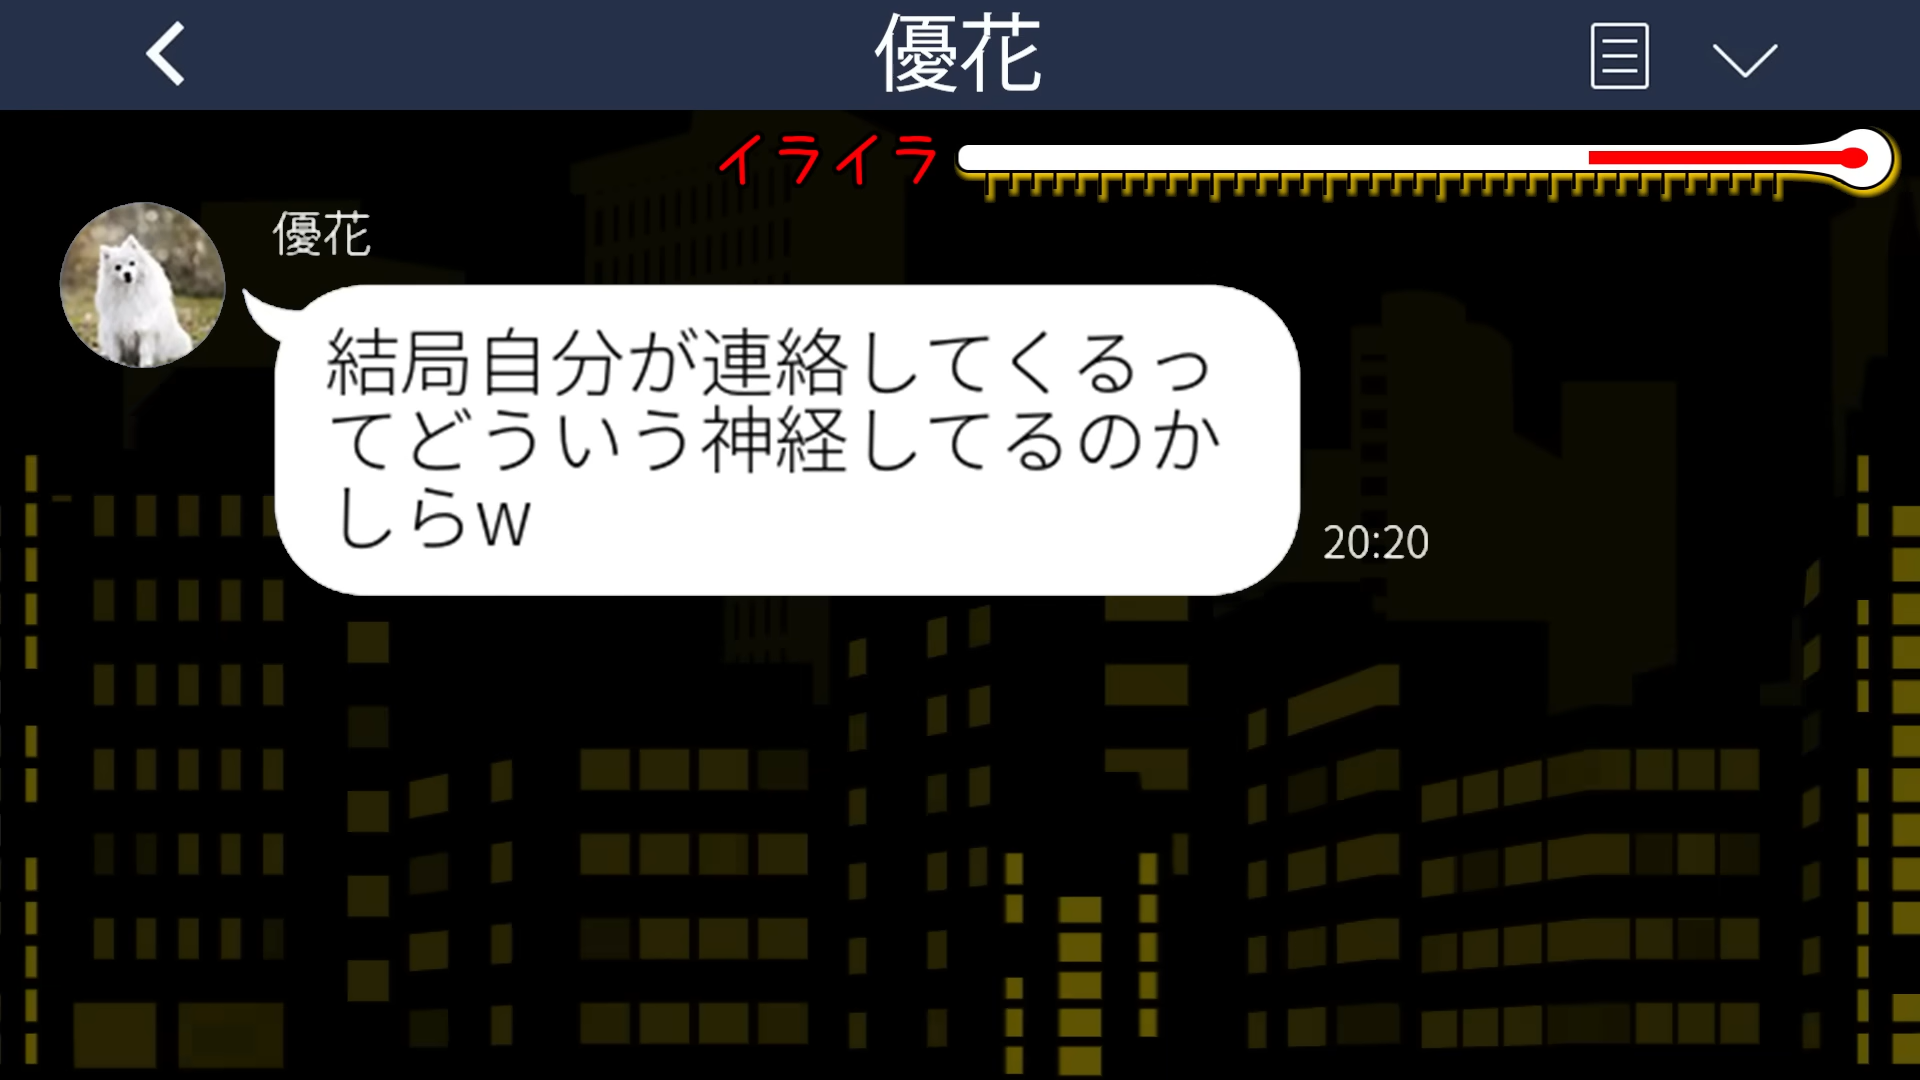 優花
イライラ
優花
結局自分が連絡してくるっ
てどういう神経してるのか
しらw
20:20